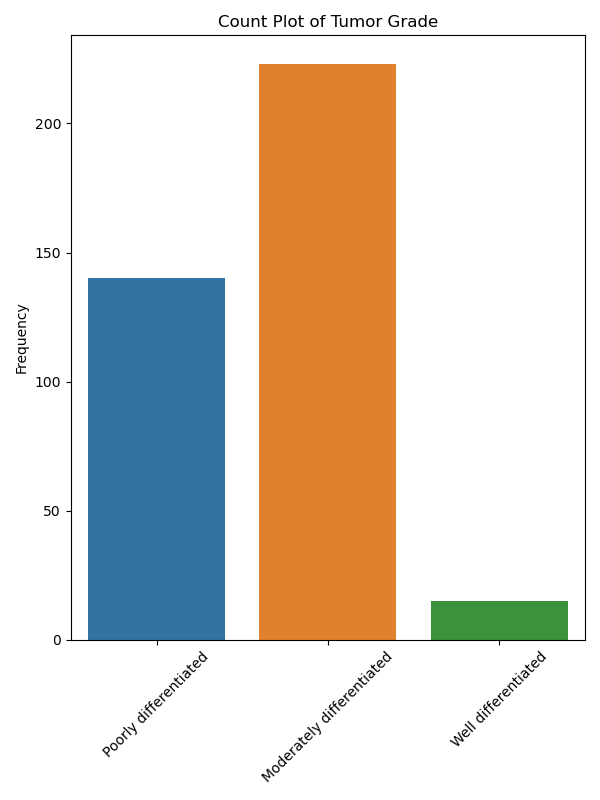 Count Plot of Tumor Grade
Frequency
200
150
100
50
0
Poorly differentiated
Moderately differentiated
Well differentiated